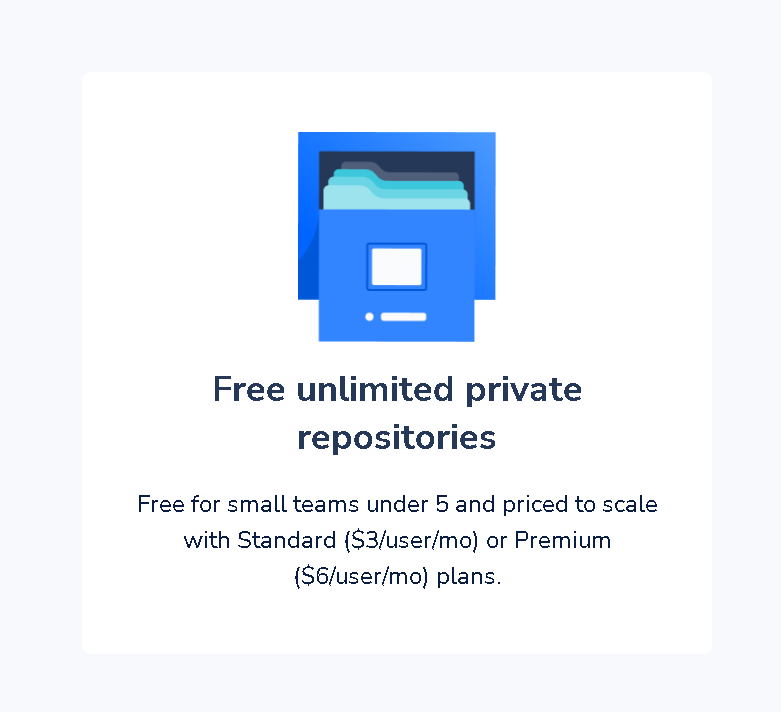 Free unlimited private
repositories
Free for small teams under 5 and priced to scale
with Standard ($3/user/mo) or Premium
($6/user/mo) plans.